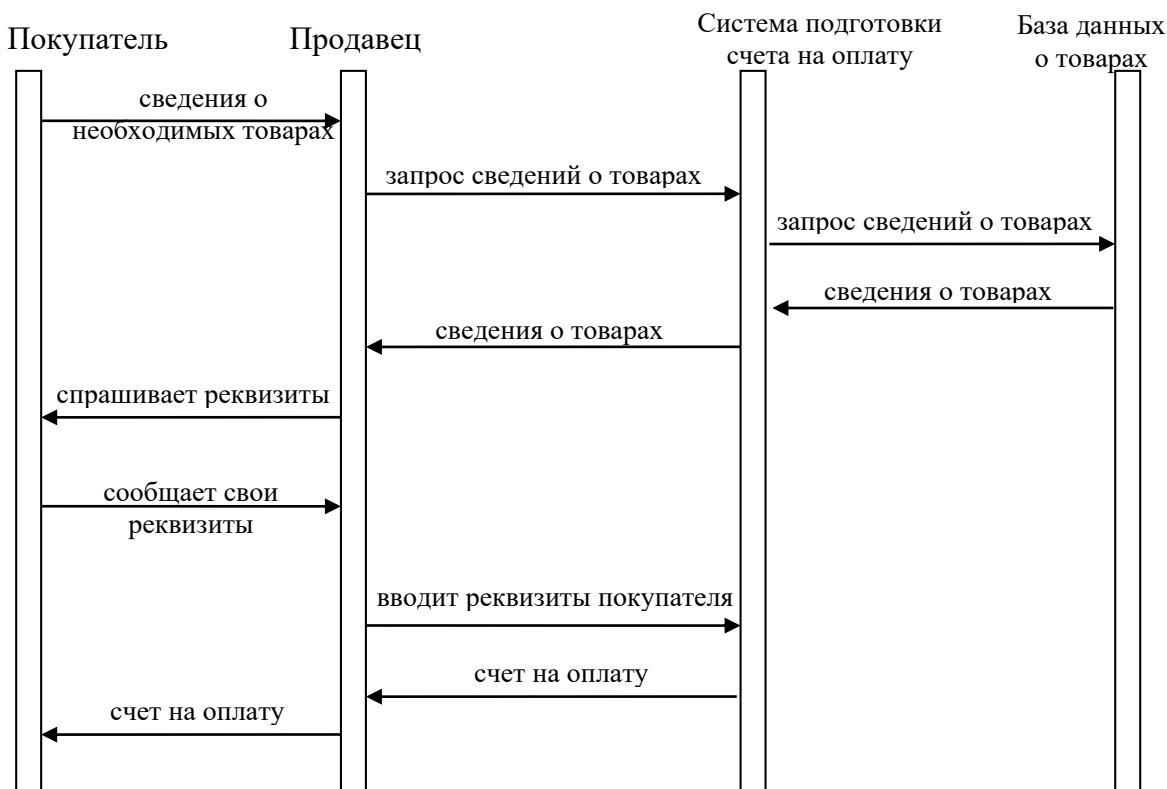 Покупатель
Продавец
Система подготовки
счета на оплату
База данных
о товарах
сведения о
необходимых товарах
запрос сведений о товарах
запрос сведений о товарах
сведения о товарах
сведения о товарах
спрашивает реквизиты
сообщает свои
реквизиты
вводит реквизиты покупателя
счет на оплату
счет на оплату